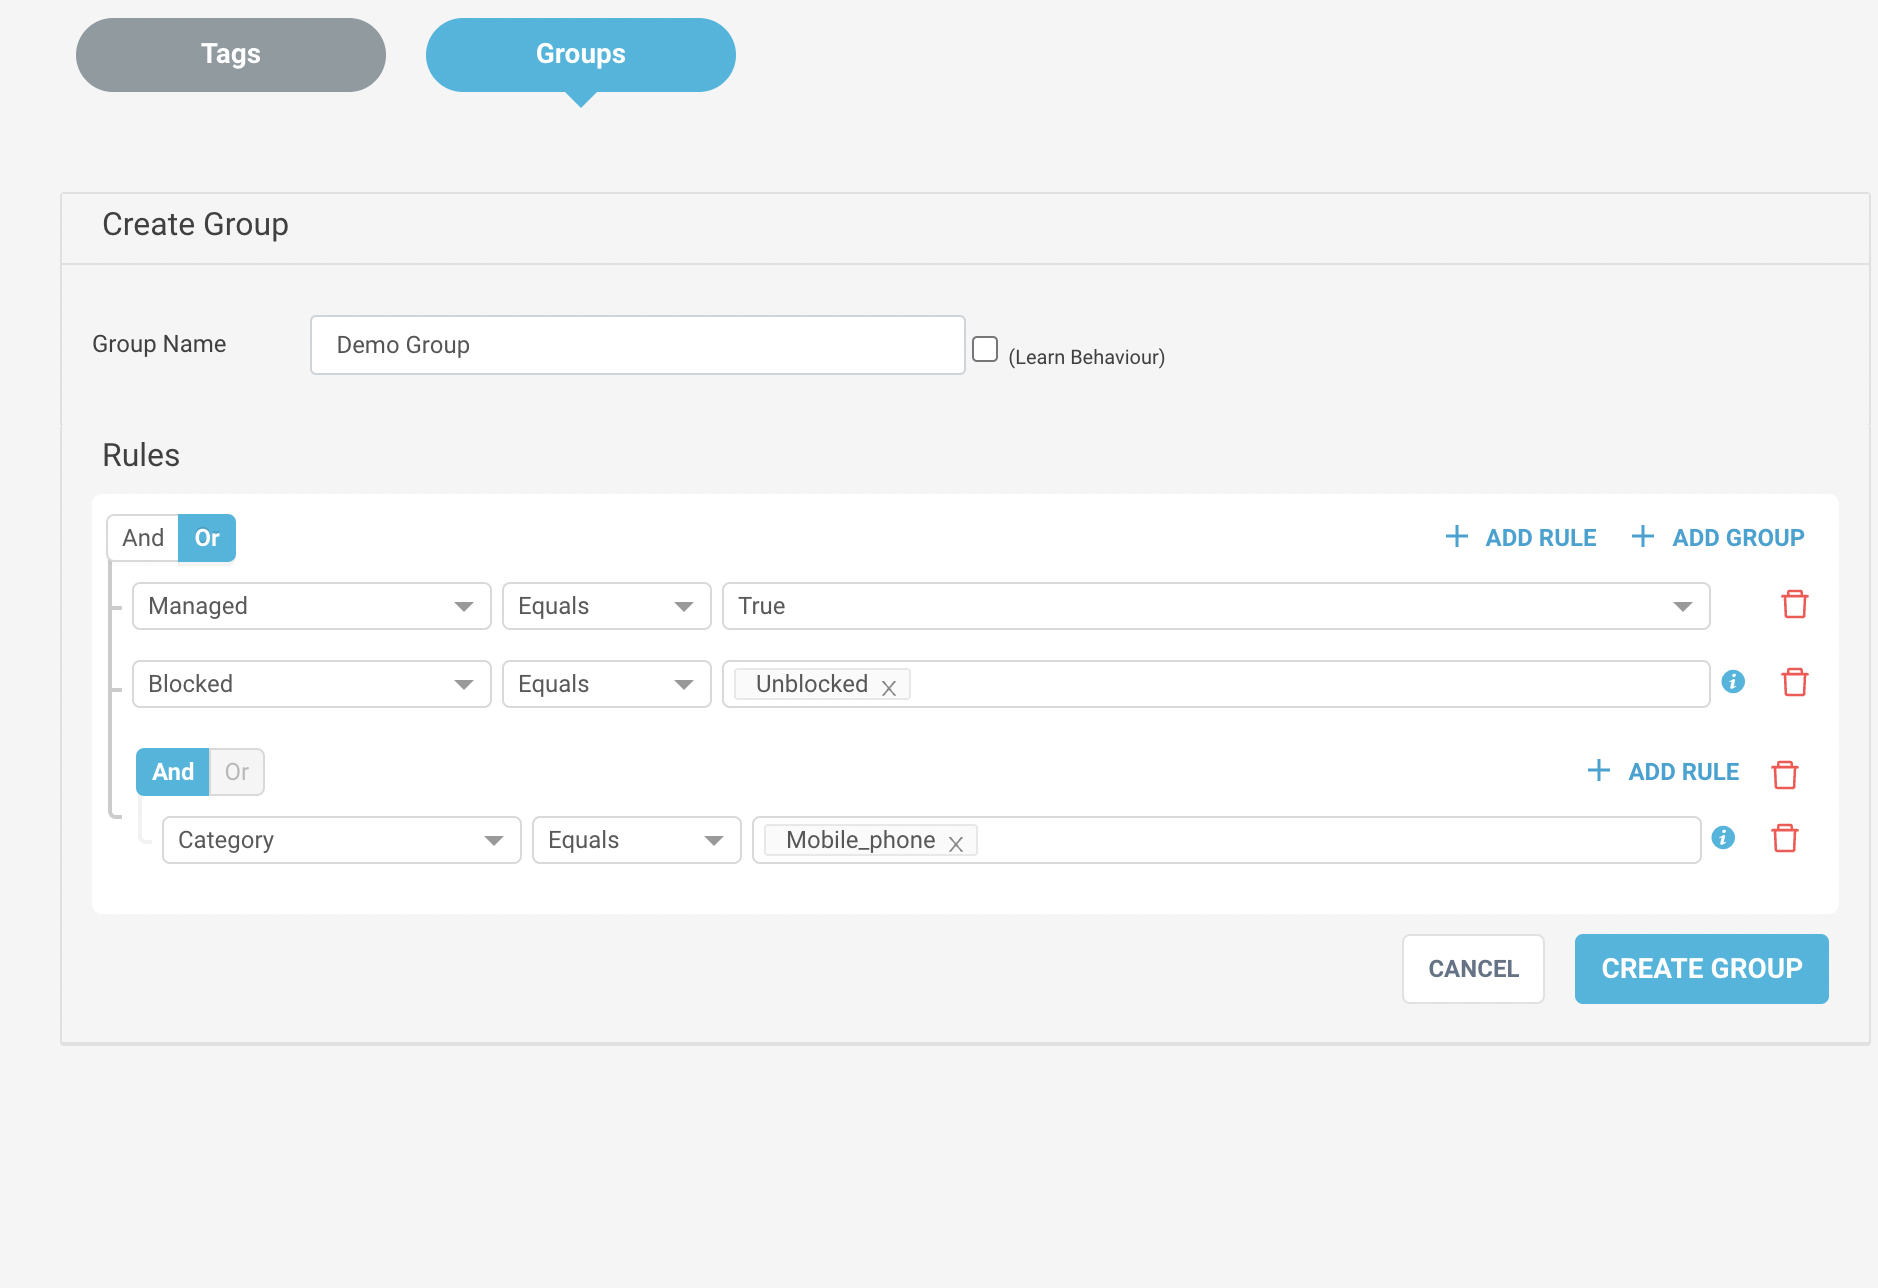 Tags Groups
Create Group
Group Name Demo Group (Learn Behaviour)
Rules
And Or + ADD RULE + ADD GROUP
Managed Equals True
Blocked Equals Unblocked x i
And Or + ADD RULE
Category Equals Mobile_phone x i
CANCEL CREATE GROUP